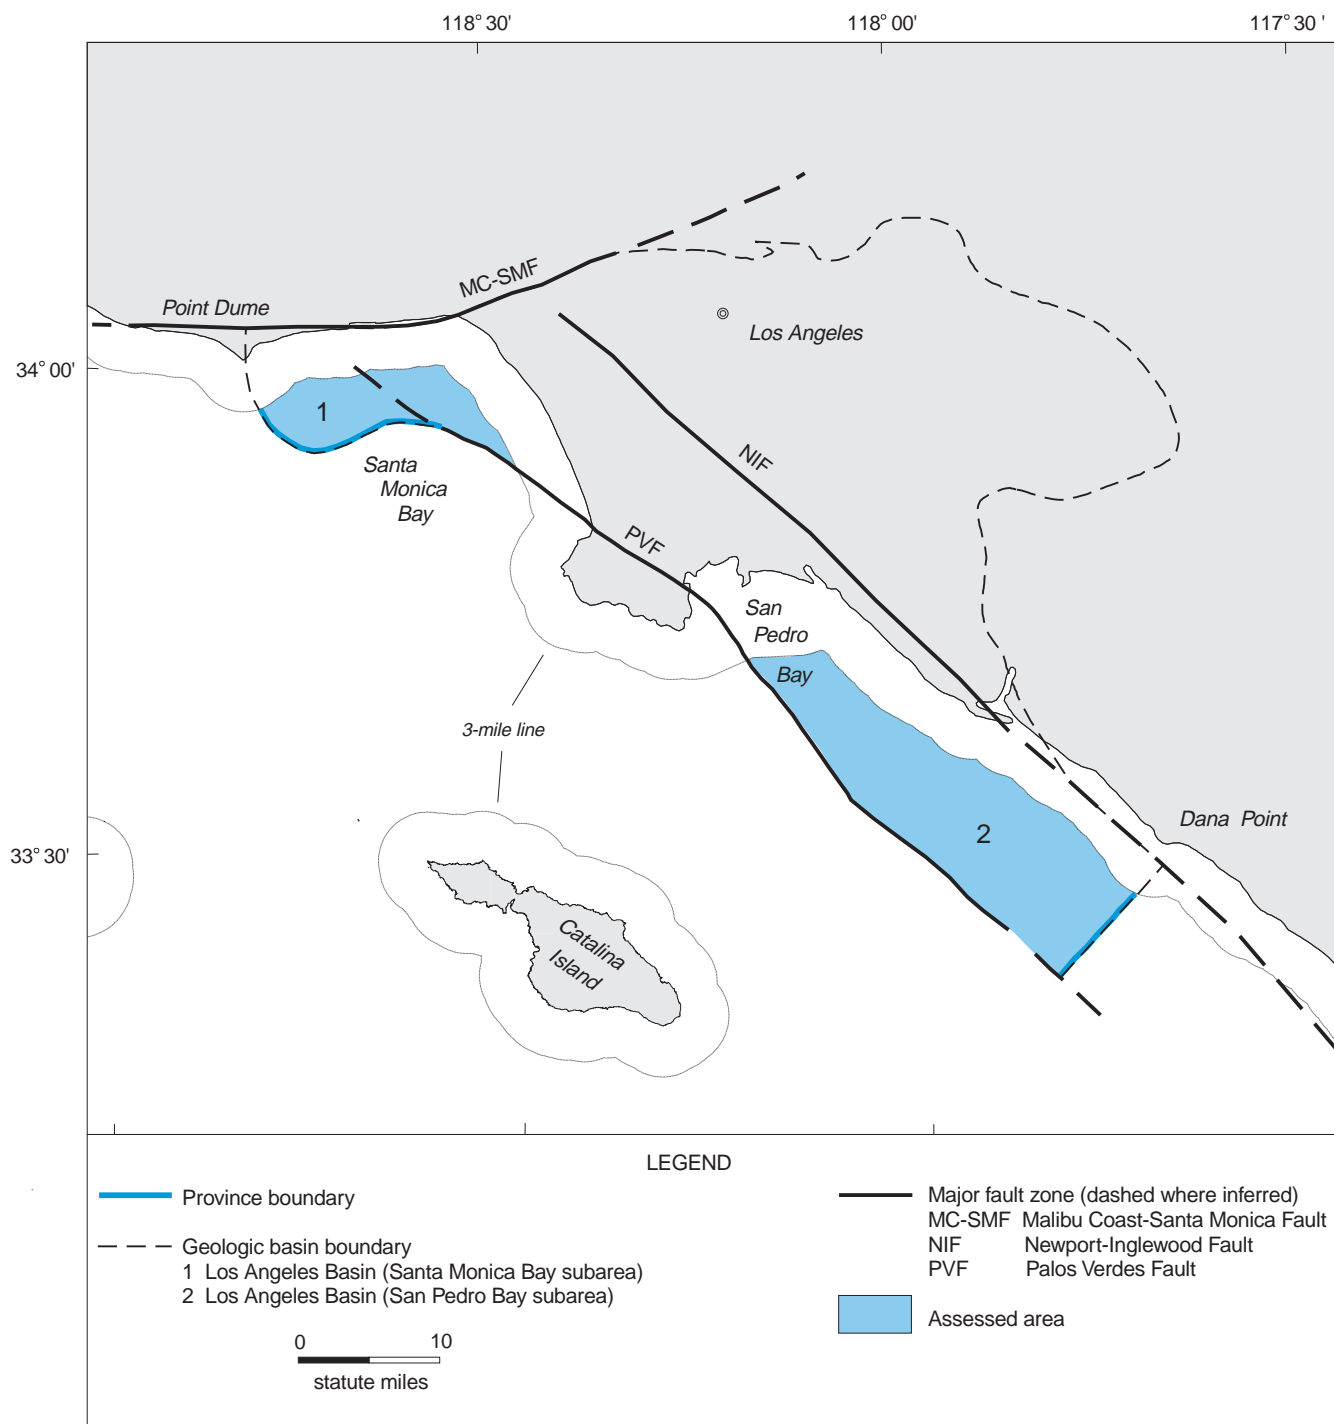 118° 30'
118° 00'
117° 30'
MC-SMF
Point Dume
Los Angeles
34° 00'
1
NIF
Santa
Monica
Bay
PVF
San
Pedro
Bay
3-mile line
Dana Point
2
33° 30'
Catalina
Island
LEGEND
Province boundary
Geologic basin boundary
1 Los Angeles Basin (Santa Monica Bay subarea)
2 Los Angeles Basin (San Pedro Bay subarea)
0 10
statute miles
Major fault zone (dashed where inferred)
MC-SMF Malibu Coast-Santa Monica Fault
NIF Newport-Inglewood Fault
PVF Palos Verdes Fault
Assessed area